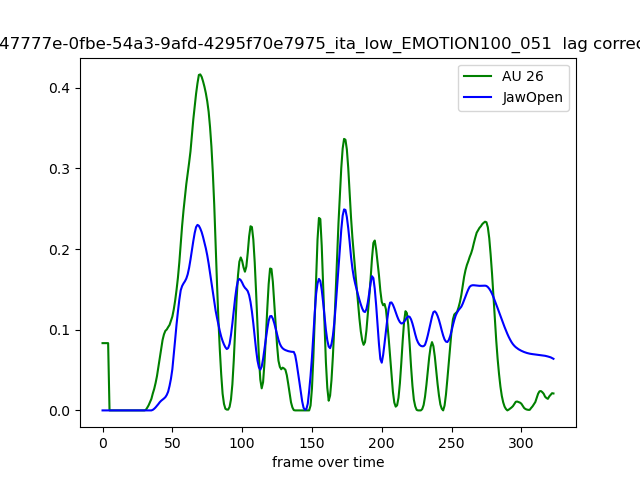 47777e-0fbe-54a3-9afd-4295f70e7975_ita_low_EMOTION100_051 lag correc
AU 26
JawOpen
0.4
0.3
0.2
0.1
0.0
0 50 100 150 200 250 300
frame over time